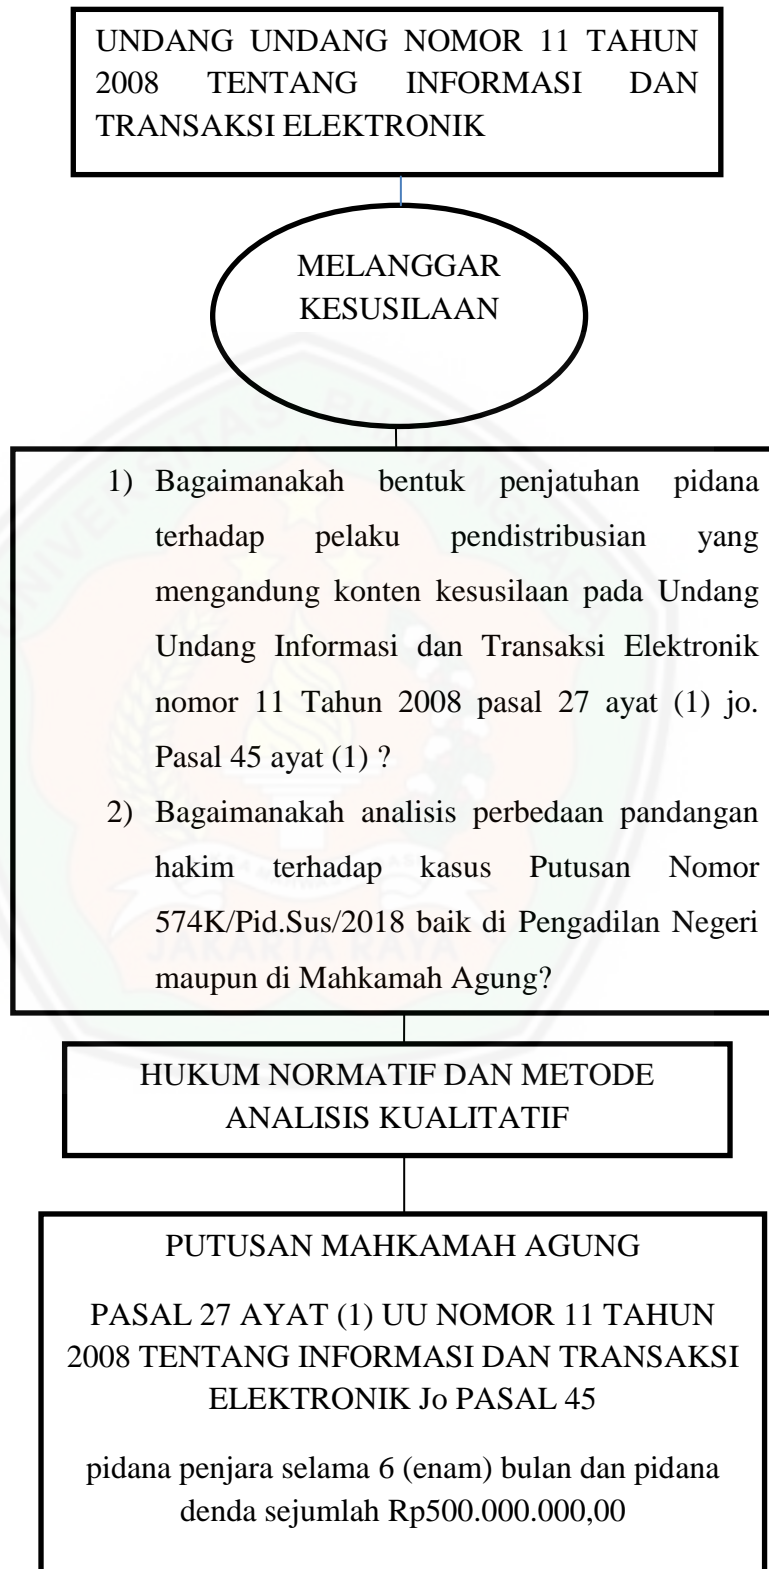 UNDANG UNDANG NOMOR 11 TAHUN
2008 TENTANG INFORMASI DAN
TRANSAKSI ELEKTRONIK
MELANGGAR
KESUSILAAN
1) Bagaimanakah bentuk penjatuhan pidana
terhadap pelaku pendistribusian yang
mengandung konten kesusilaan pada Undang
Undang Informasi dan Transaksi Elektronik
nomor 11 Tahun 2008 pasal 27 ayat (1) jo.
Pasal 45 ayat (1) ?
2) Bagaimanakah analisis perbedaan pandangan
hakim terhadap kasus Putusan Nomor
574K/Pid.Sus/2018 baik di Pengadilan Negeri
maupun di Mahkamah Agung?
JAKARTA RAYA
HUKUM NORMATIF DAN METODE
ANALISIS KUALITATIF
PUTUSAN MAHKAMAH AGUNG
PASAL 27 AYAT (1) UU NOMOR 11 TAHUN
2008 TENTANG INFORMASI DAN TRANSAKSI
ELEKTRONIK Jo PASAL 45
pidana penjara selama 6 (enam) bulan dan pidana
denda sejumlah Rp500.000.000,00